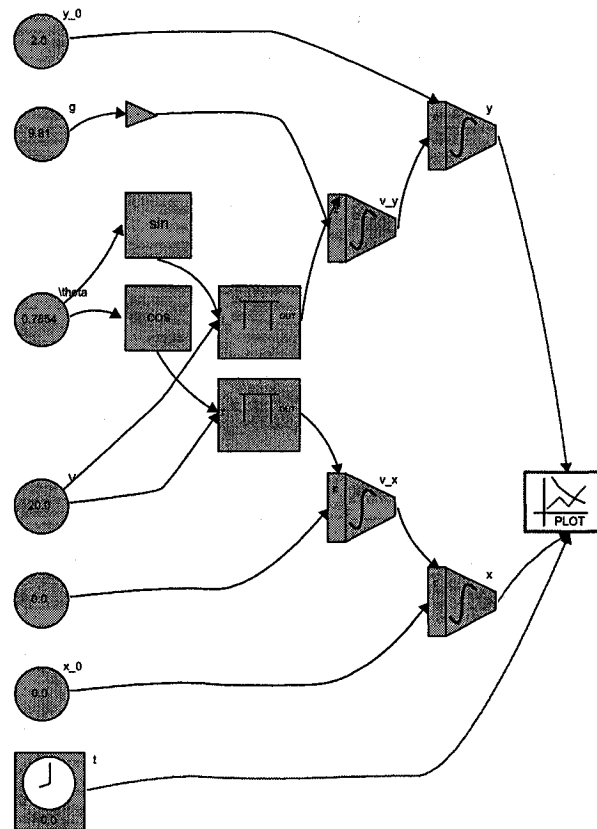 y_0
2.0
g
9.81
y
v_y
sin
\theta
0.7854
cos
OUT
OUT
V
20.0
v_x
PLOT
0.0
x
x_0
0.0
t
0.0